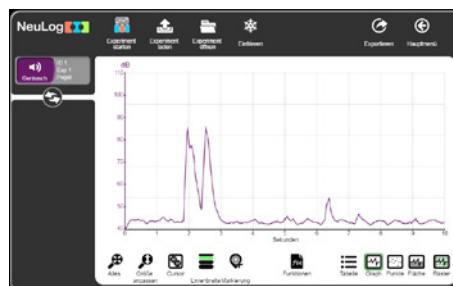 NeuLog
Experiment starten
Experiment laden
Experiment öffnen
Einfrieren
Exportieren
Hauptmenü
Geräusch
ID 1
Exp 1
Pegel
dB
110
100
90
80
70
60
50
40
0 1 2 3 4 5 6 7 8 9 10
Sekunden
Alles
Größe anpassen
Cursor
Linienbreite
Markierung
Funktionen
Tabelle
Graph
Punkte
Fläche
Raster